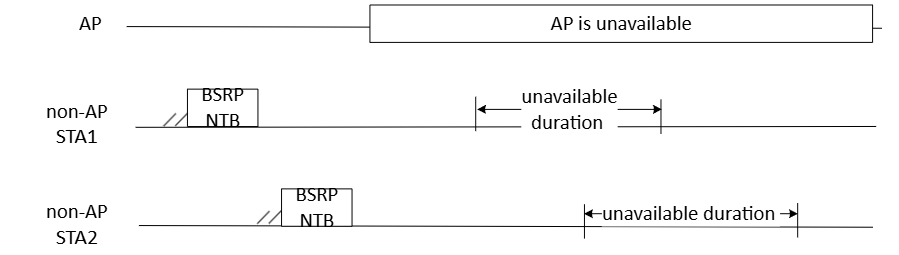 AP
AP is unavailable
non-AP
STA1
BSRP
NTB
unavailable
duration
non-AP
STA2
BSRP
NTB
unavailable duration